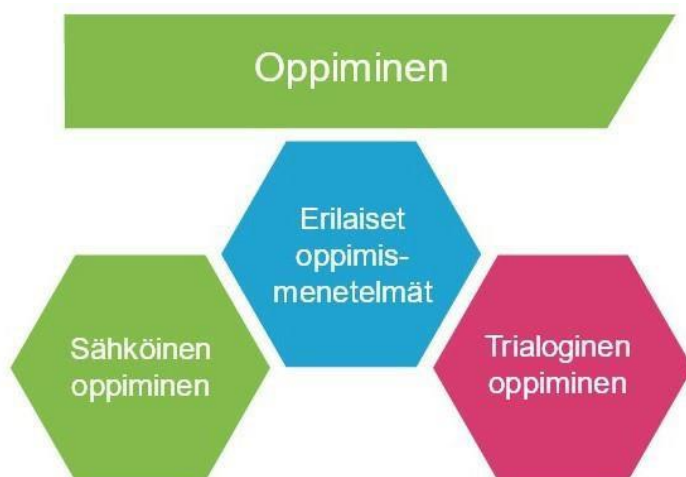 Oppiminen
Erilaiset
oppimis-
menetelmät
Sähköinen
oppiminen
Trialoginen
oppiminen